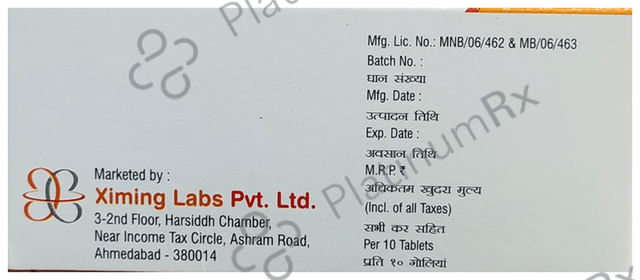 Mfg. Lic. No.: MNB/06/462 & MB/06/463
Batch No. :
घान संख्या
Mfg. Date :
उत्पादन तिथि
Exp. Date :
अवसान तिथि
M.R.P ₹
अधिकतम खुदरा मुल्य
(Incl. of all Taxes)
सभी कर सहित
Per 10 Tablets
प्रति १० गोलियां
Marketed by :
Ximing Labs Pvt. Ltd.
3-2nd Floor, Harsiddh Chamber,
Near Income Tax Circle, Ashram Road,
Ahmedabad - 380014
PlatinumRx